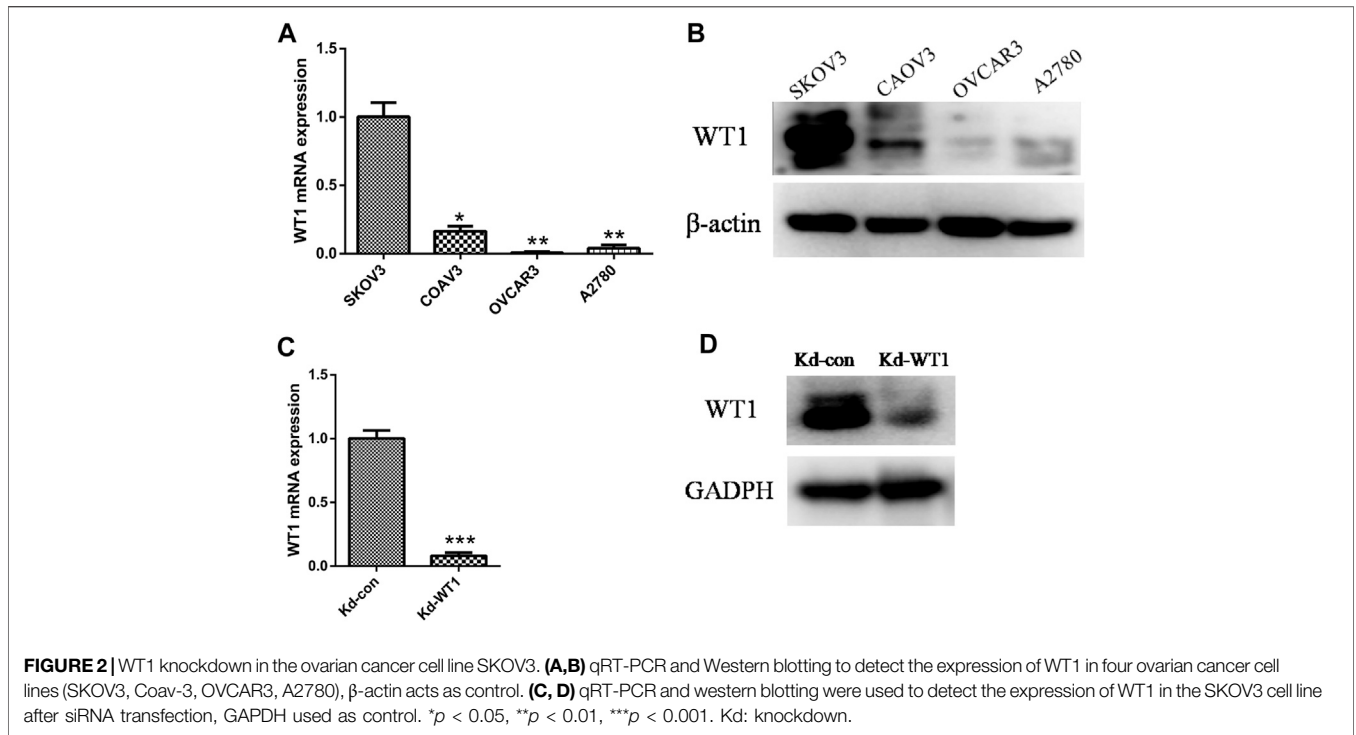 A
WT1 mRNA expression
1.5
1.0
0.5
0.0
*
**
**
SKOV3
COAV3
OVCAR3
A2780
B
SKOV3
CAOV3
OVCAR3
A2780
WT1
β-actin
C
WT1 mRNA expression
1.5
1.0
0.5
0.0
***
Kd-con
Kd-WT1
D
Kd-con
Kd-WT1
WT1
GADPH
FIGURE 2 | WT1 knockdown in the ovarian cancer cell line SKOV3. (A,B) qRT-PCR and Western blotting to detect the expression of WT1 in four ovarian cancer cell
lines (SKOV3, Coav-3, OVCAR3, A2780), β-actin acts as control. (C, D) qRT-PCR and western blotting were used to detect the expression of WT1 in the SKOV3 cell line
after siRNA transfection, GAPDH used as control. *p < 0.05, **p < 0.01, ***p < 0.001. Kd: knockdown.